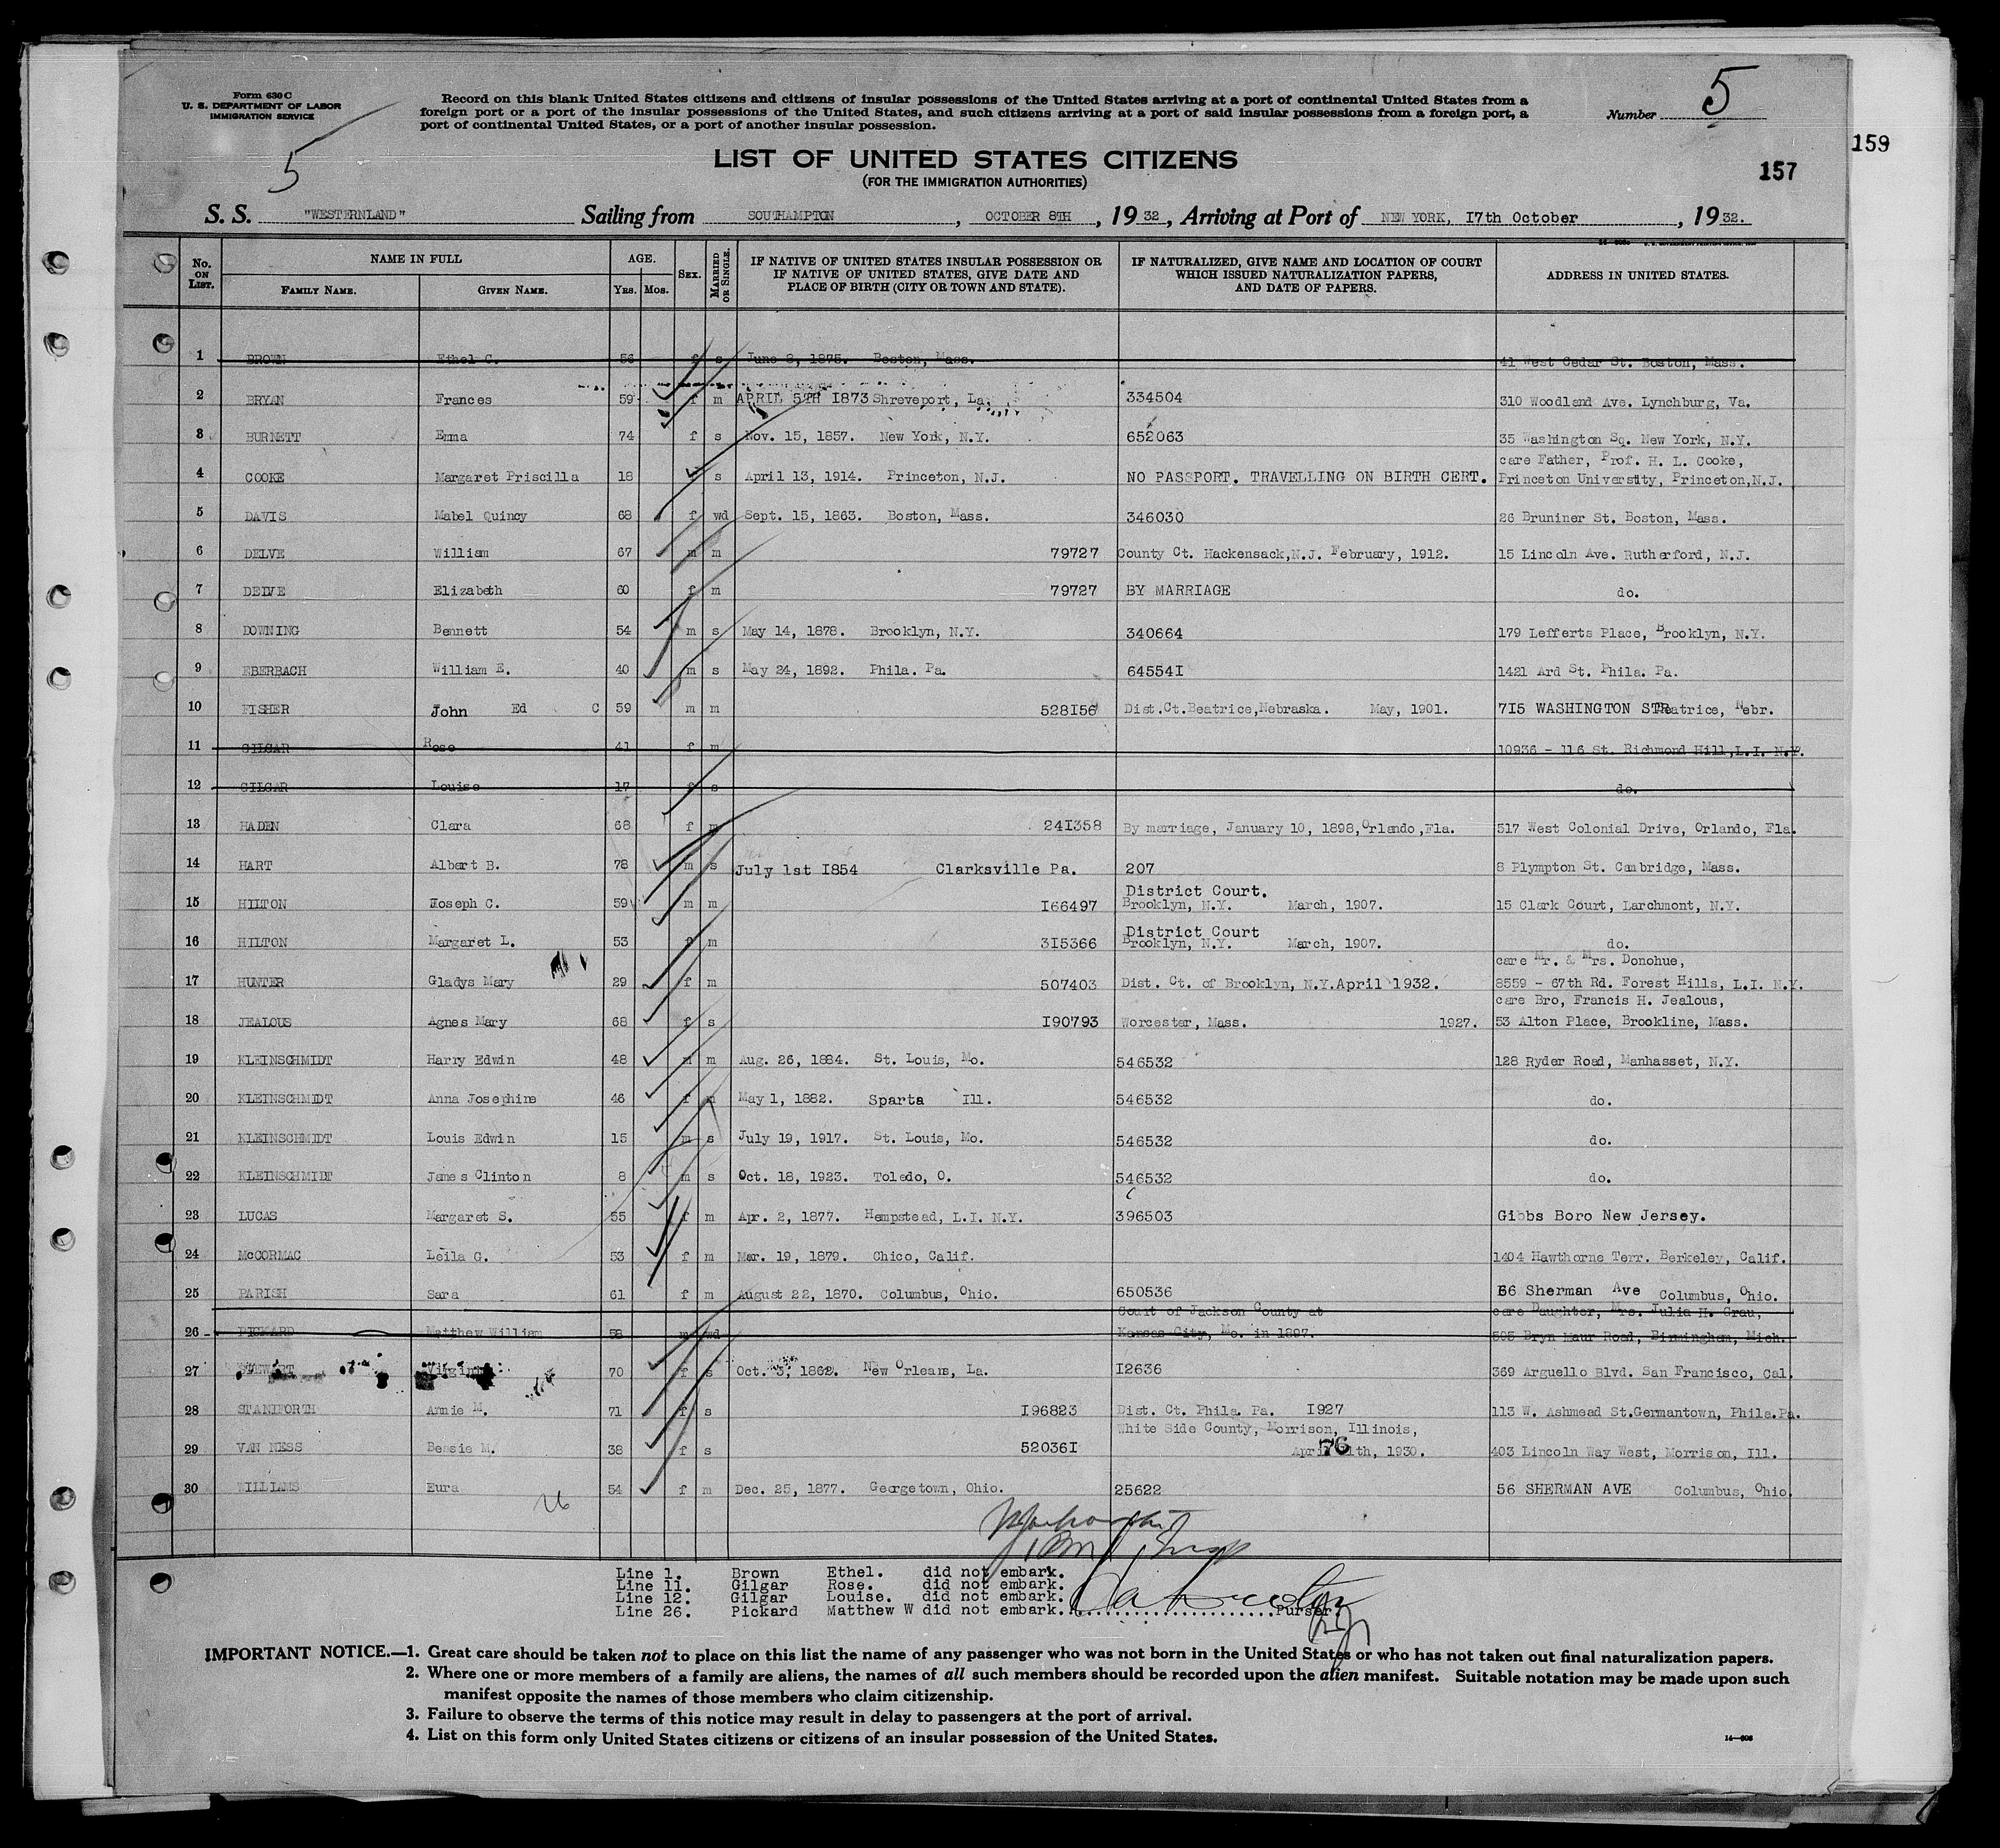 Form 630 C
U. S. DEPARTMENT OF LABOR
IMMIGRATION SERVICE
Record on this blank United States citizens and citizens of insular possessions of the United States arriving at a port of continental United States from a
foreign port or a port of the insular possessions of the United States, and such citizens arriving at a port of said insular possessions from a foreign port, a
port of continental United States, or a port of another insular possession.
Number 5
5
159
LIST OF UNITED STATES CITIZENS
157
(FOR THE IMMIGRATION AUTHORITIES)
S. S. "WESTERNLAND" Sailing from SOUTHAMPTON, OCTOBER 8TH, 1932, Arriving at Port of NEW YORK, I7th October, 1932.
No. ON LIST. NAME IN FULL FAMILY NAME. GIVEN NAME. AGE. YRS. MOS. SEX. MARRIED OR SINGLE. IF NATIVE OF UNITED STATES INSULAR POSSESSION OR IF NATIVE OF UNITED STATES, GIVE DATE AND PLACE OF BIRTH (CITY OR TOWN AND STATE). IF NATURALIZED, GIVE NAME AND LOCATION OF COURT WHICH ISSUED NATURALIZATION PAPERS, AND DATE OF PAPERS. ADDRESS IN UNITED STATES.
1 BROWN Ethel C. 56 f s June 8, 1875. Boston, Mass. 41 West Cedar St. Boston, Mass.
2 BRYAN Frances 59 f m APRIL 5TH I873 Shreveport, La. 334504 310 Woodland Ave. Lynchburg, Va.
3 BURNETT Emma 74 f s Nov. 15, 1857. New York, N.Y. 652063 35 Washington Sq. New York, N.Y.
care Father, Prof. H. L. Cooke,
4 COOKE Margaret Priscilla 18 s April 13, 1914. Princeton, N.J. NO PASSPORT. TRAVELLING ON BIRTH CERT. Princeton University, Princeton,N.J.
5 DAVIS Mabel Quincy 68 f wd Sept. 15, 1863. Boston, Mass. 346030 26 Bruniner St. Boston, Mass.
6 DELVE William 67 m m 79727 County Ct. Hackensack,N.J. February, 1912. 15 Lincoln Ave. Rutherford, N.J.
7 DELVE Elizabeth 60 f m 79727 BY MARRIAGE do.
8 DOWNING Bennett 54 m s May 14, 1878. Brooklyn, N.Y. 340664 179 Lefferts Place, Brooklyn, N.Y.
9 EBERBACH William E. 40 m s May 24, 1892. Phila. Pa. 64554I 1421 Ard St. Phila. Pa.
10 FISHER John Ed C 59 m m 528I56 Dist.Ct.Beatrice,Nebraska. May, 1901. 7I5 WASHINGTON STR Beatrice, Nebr.
11 GILGAR Rose 41 f m 10936 - 116 St. Richmond Hill,L.I. N.Y.
12 GILGAR Louise 17 f s do.
13 HADEN Clara 68 f m 24I358 By marriage, January 10, 1898,Orlando,Fla. 517 West Colonial Drive, Orlando, Fla.
14 HART Albert B. 78 m s July 1st I854 Clarksville Pa. 207 8 Plympton St. Cambridge, Mass.
District Court.
15 HILTON Joseph C. 59 m m I66497 Brooklyn, N.Y. March, 1907. 15 Clark Court, Larchmont, N.Y.
District Court
16 HILTON Margaret L. 53 f m 3I5366 Brooklyn, N.Y. March, 1907. do.
care Mr. & Mrs. Donohue,
17 HUNTER Gladys Mary 29 f m 507403 Dist. Ct. of Brooklyn, N.Y.April 1932. 8559 - 67th Rd. Forest Hills, L.I. N.Y.
care Bro, Francis H. Jealous,
18 JEALOUS Agnes Mary 68 f s I90793 Worcester, Mass. 1927. 53 Alton Place, Brookline, Mass.
19 KLEINSCHMIDT Harry Edwin 48 m m Aug. 26, 1884. St. Louis, Mo. 546532 128 Ryder Road, Manhasset, N.Y.
20 KLEINSCHMIDT Anna Josephine 46 f m May 1, 1882. Sparta Ill. 546532 do.
21 KLEINSCHMIDT Louis Edwin 15 m s July 19, 1917. St. Louis, Mo. 546532 do.
22 KLEINSCHMIDT James Clinton 8 m s Oct. 18, 1923. Toledo, O. 546532 do.
23 LUCAS Margaret S. 55 f m Apr. 2, 1877. Hempstead, L.I. N.Y. 396503 Gibbs Boro New Jersey.
24 McCORMAC Leila G. 53 f m Mar. 19, 1879. Chico, Calif. 1404 Hawthorne Terr. Berkeley, Calif.
25 PARISH Sara 61 f m August 22, 1870. Columbus, Ohio. 650536 56 Sherman Ave Columbus, Ohio.
Court of Jackson County at care Daughter, Mrs. Julia H. Crau,
26 PICKARD Matthew William 58 m wd Kansas City, Mo. in 1897. 505 Bryn Maur Road, Birmingham, Mich.
27 Virginia 70 f s Oct. 3, 1862. New Orleans, La. I2636 369 Arguello Blvd. San Francisco, Cal.
28 STANIFORTH Annie M. 71 f s I96823 Dist. Ct. Phila. Pa. I927 113 W. Ashmead St.Germantown, Phila.Pa.
White Side County, Morrison, Illinois,
29 VAN NESS Bessie M. 38 f s 52036I April 11th, 1930. 403 Lincoln Way West, Morrison, Ill.
76
30 WILLIAMS Eura 54 f m Dec. 25, 1877. Georgetown, Ohio. 25622 56 SHERMAN AVE Columbus, Ohio.
26
Line 1. Brown Ethel. did not embark.
Line 11. Gilgar Rose. did not embark.
Line 12. Gilgar Louise. did not embark.
Line 26. Pickard Matthew W did not embark. Purser.
IMPORTANT NOTICE.—1. Great care should be taken not to place on this list the name of any passenger who was not born in the United States or who has not taken out final naturalization papers.
2. Where one or more members of a family are aliens, the names of all such members should be recorded upon the alien manifest. Suitable notation may be made upon such
manifest opposite the names of those members who claim citizenship.
3. Failure to observe the terms of this notice may result in delay to passengers at the port of arrival.
4. List on this form only United States citizens or citizens of an insular possession of the United States.